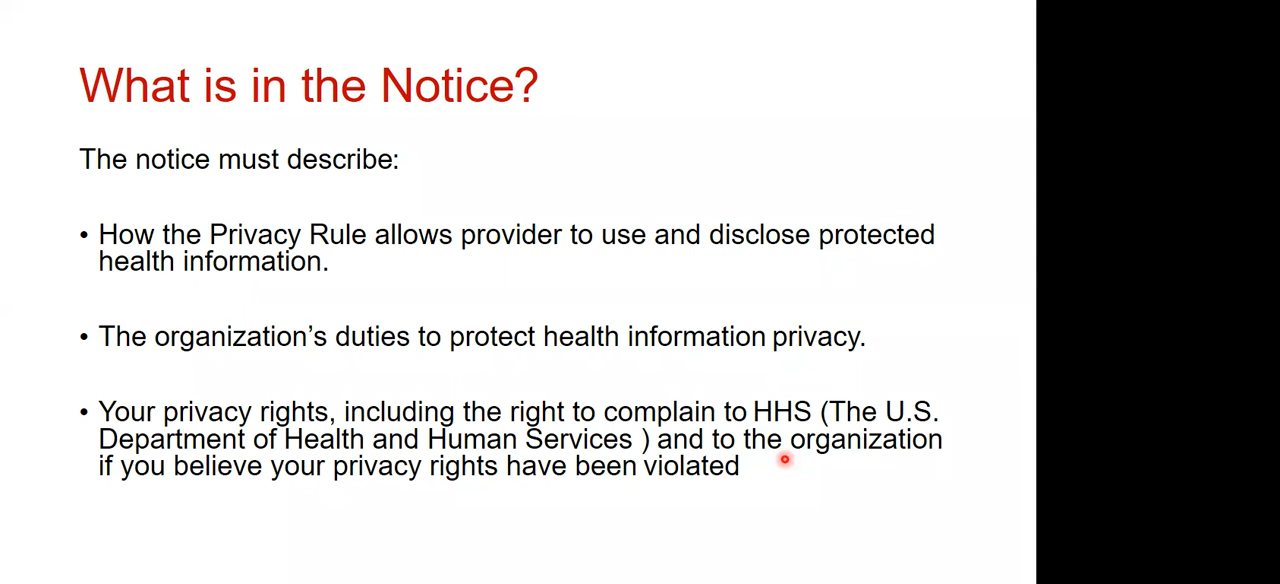 What is in the Notice?
The notice must describe:
• How the Privacy Rule allows provider to use and disclose protected
health information.
• The organization’s duties to protect health information privacy.
• Your privacy rights, including the right to complain to HHS (The U.S.
Department of Health and Human Services ) and to the organization
if you believe your privacy rights have been violated